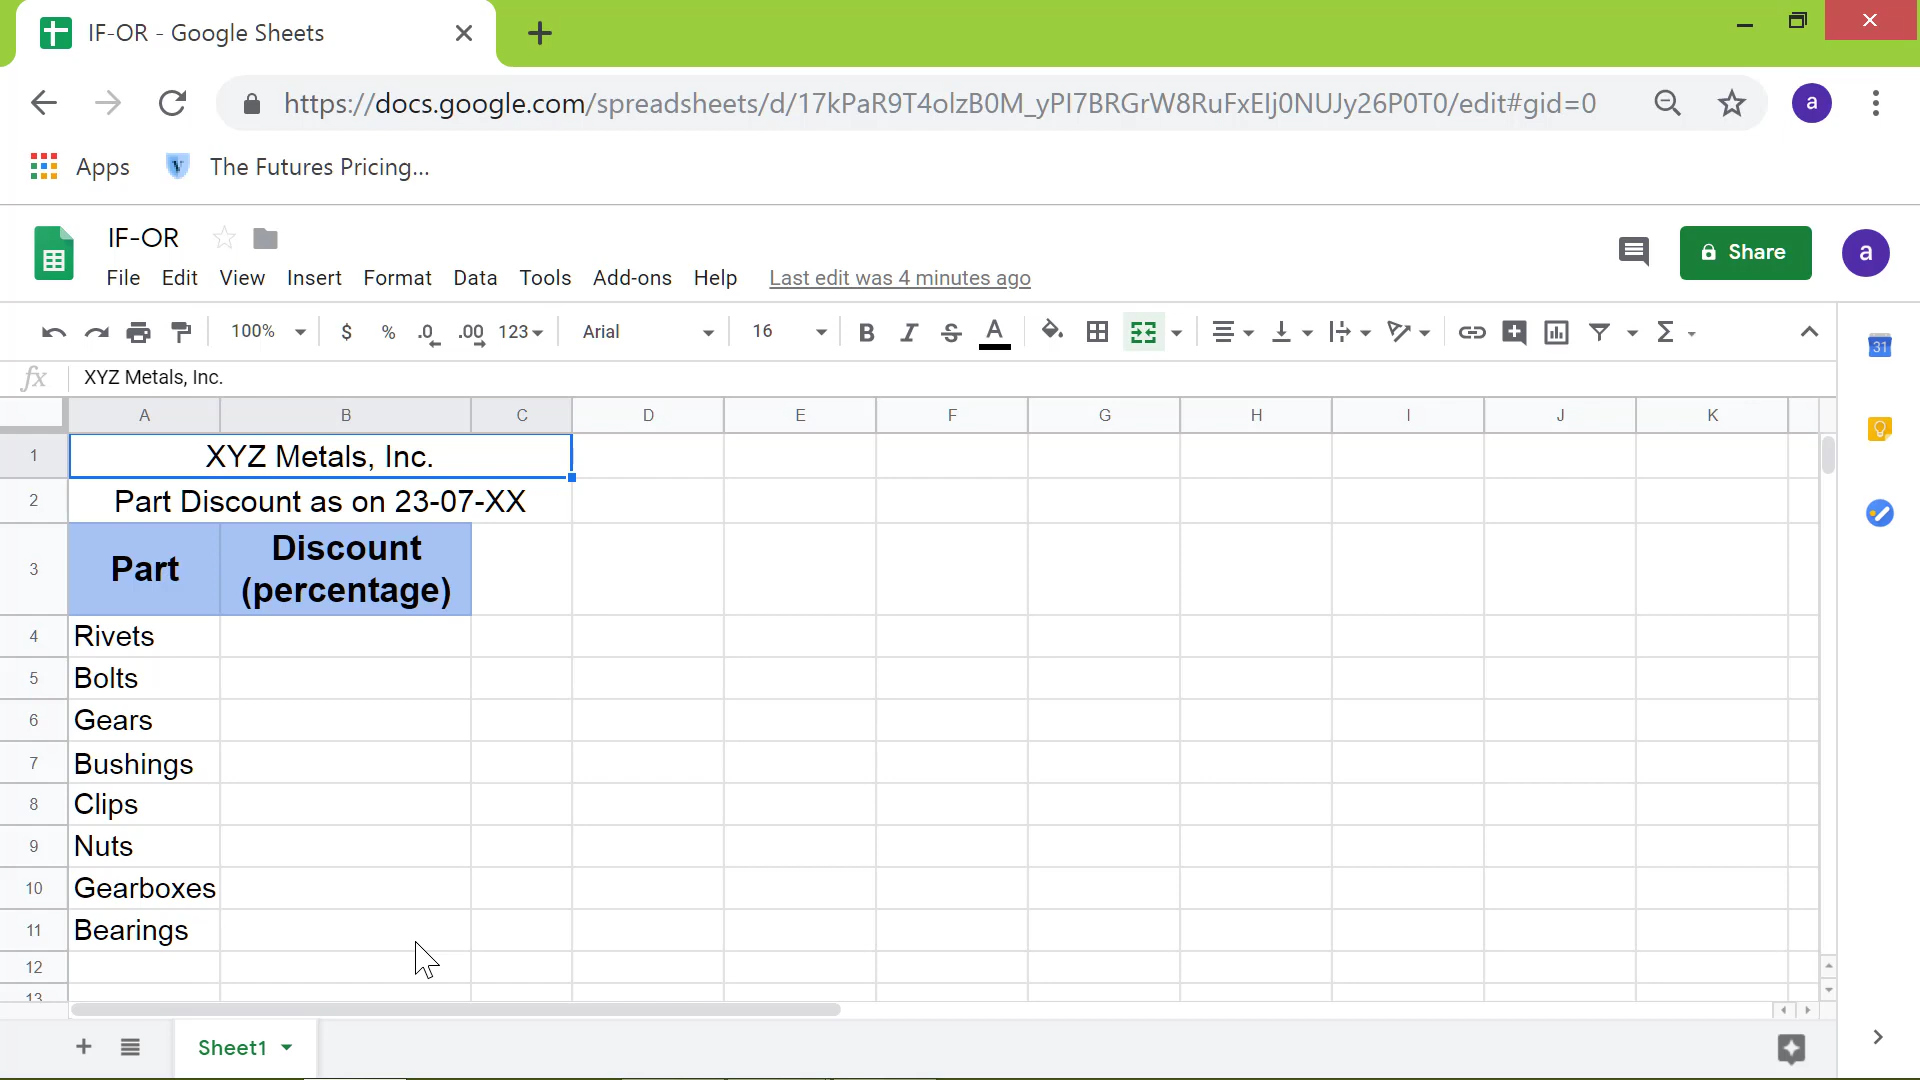 IF-OR - Google Sheets
https://docs.google.com/spreadsheets/d/17kPaR9T4olzB0M_yPI7BRGrW8RuFxEIj0NUJy26P0T0/edit#gid=0
a
Apps
The Futures Pricing...
IF-OR
Share
a
File Edit View Insert Format Data Tools Add-ons Help Last edit was 4 minutes ago
100% $ % .0 .00 123 Arial 16 B I S A
31
fx XYZ Metals, Inc.
A B C D E F G H I J K
1 XYZ Metals, Inc.
2 Part Discount as on 23-07-XX
3 Part Discount
(percentage)
4 Rivets
5 Bolts
6 Gears
7 Bushings
8 Clips
9 Nuts
10 Gearboxes
11 Bearings
12
13
Sheet1